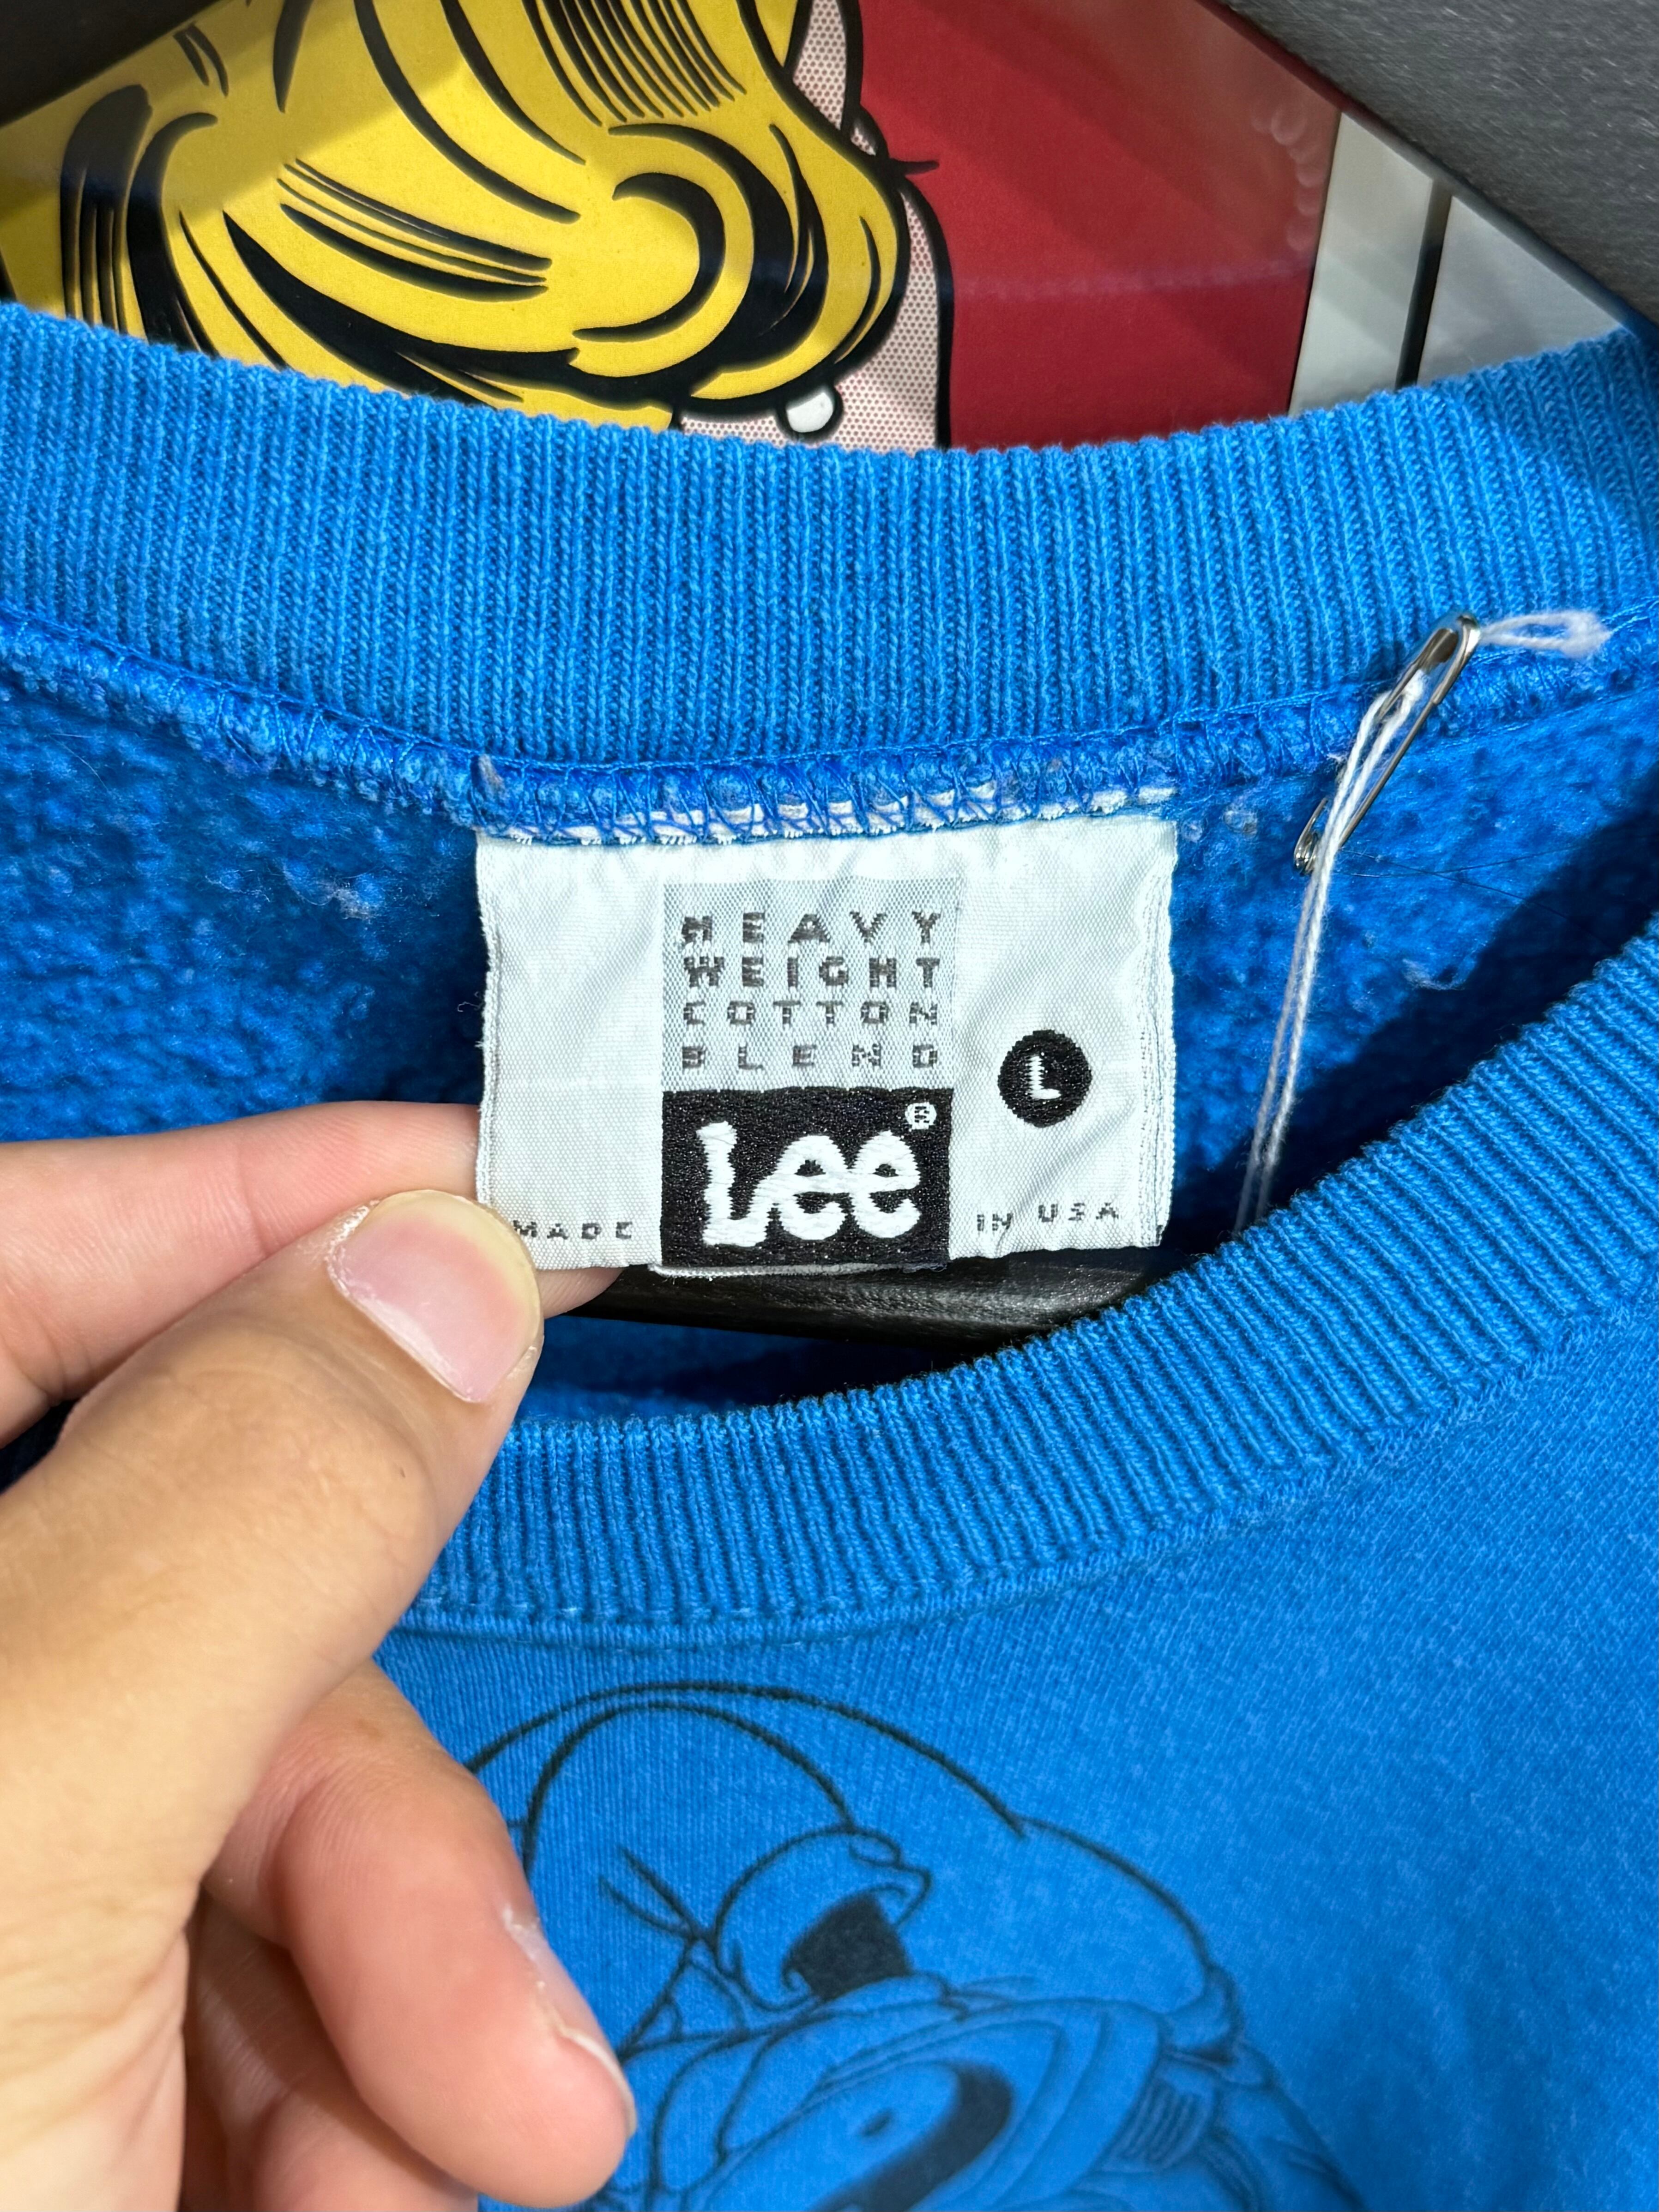 HEAVY
WEIGHT
COTTON
BLEND
L
Lee®
MADE IN USA